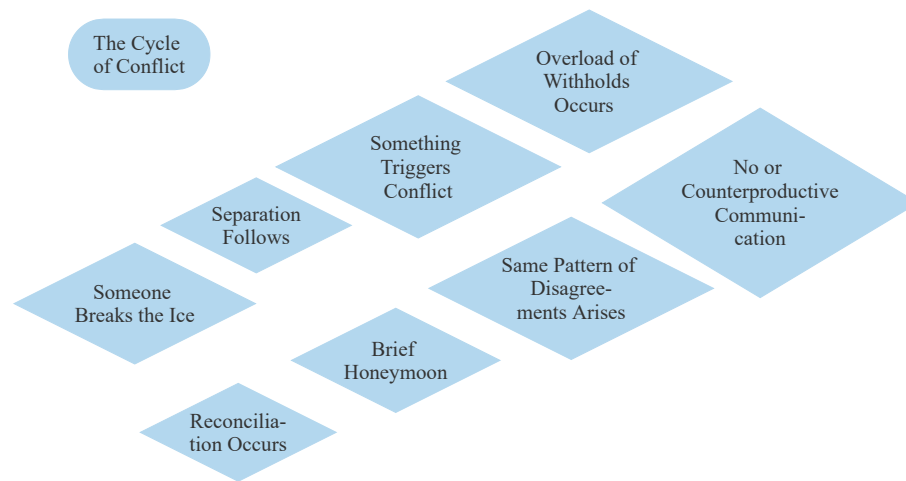 The Cycle
of Conflict
Overload of
Withholds
Occurs
Something
Triggers
Conflict
No or
Counterproductive
Communi-
cation
Separation
Follows
Same Pattern of
Disagree-
ments Arises
Someone
Breaks the Ice
Brief
Honeymoon
Reconcilia-
tion Occurs